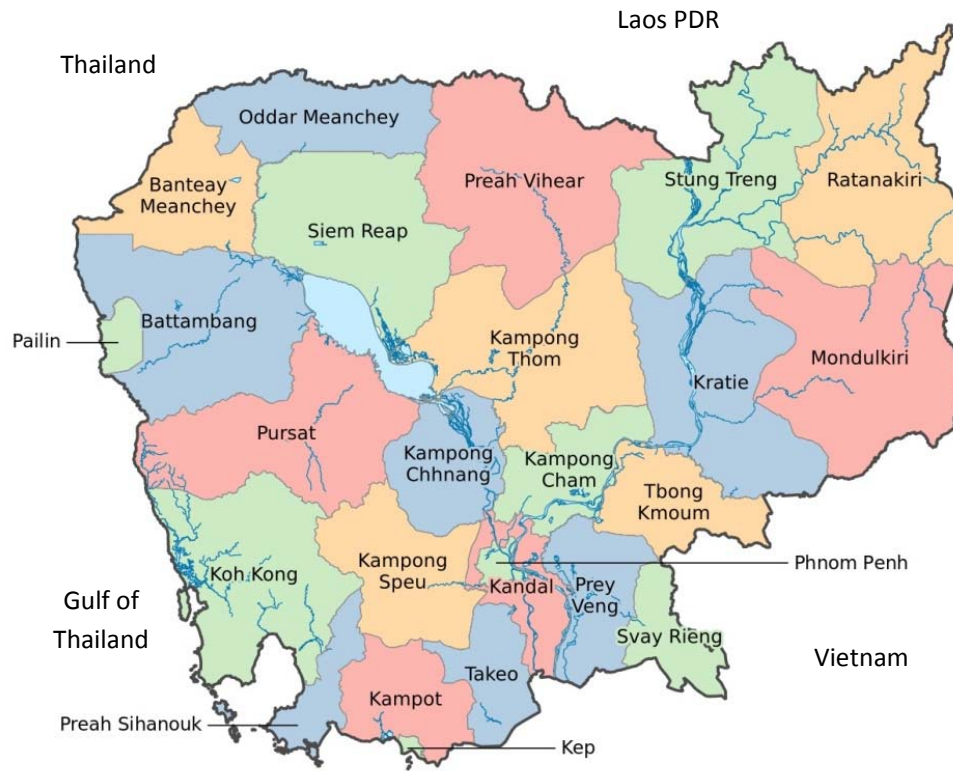 Laos PDR
Thailand
Oddar Meanchey
Banteay
Meanchey
Siem Reap
Preah Vihear
Stung Treng
Ratanakiri
Pailin
Battambang
Kampong
Thom
Kratie
Mondulkiri
Pursat
Kampong
Chhnang
Kampong
Cham
Tbong
Kmoum
Koh Kong
Kampong
Speu
Phnom Penh
Kandal
Prey
Veng
Svay Rieng
Gulf of
Thailand
Vietnam
Takeo
Kampot
Preah Sihanouk
Kep